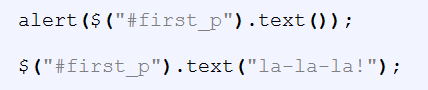 alert($("#first_p").text());
$("#first_p").text("la-la-la!");